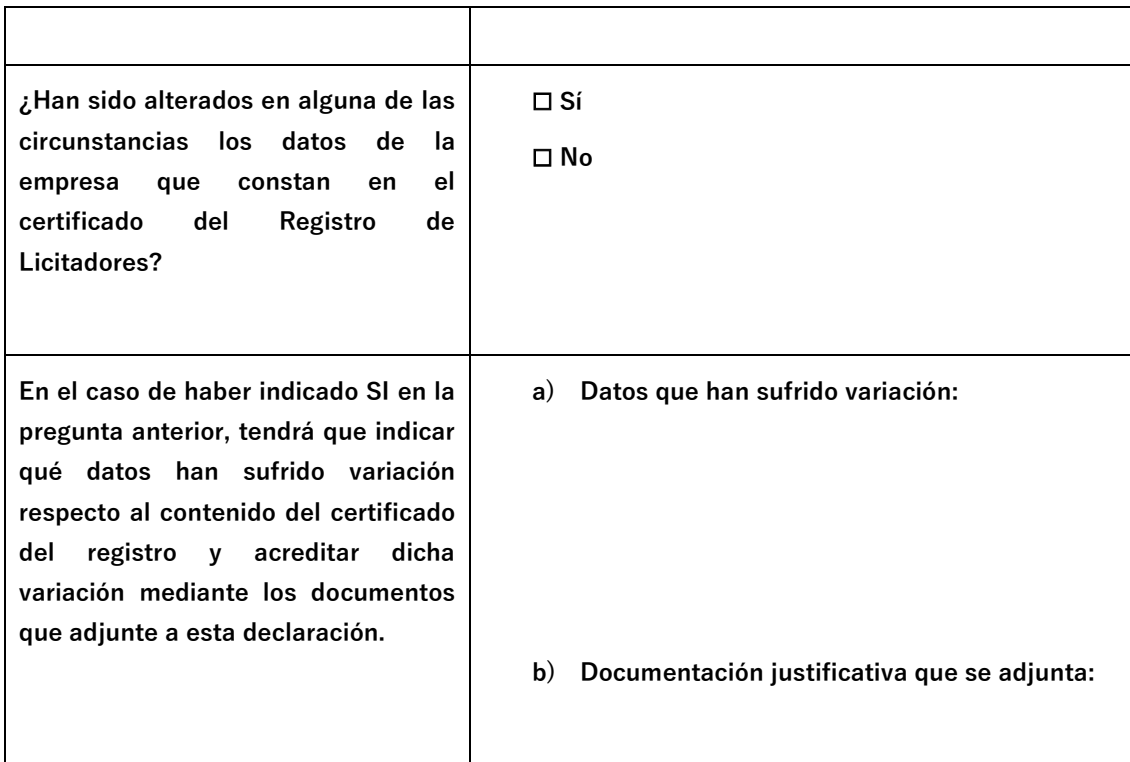 ¿Han sido alterados en alguna de las
circunstancias los datos de la
empresa que constan en el
certificado del Registro de
Licitadores?
☐ Sí
☐ No
En el caso de haber indicado SI en la
pregunta anterior, tendrá que indicar
qué datos han sufrido variación
respecto al contenido del certificado
del registro y acreditar dicha
variación mediante los documentos
que adjunte a esta declaración.
a) Datos que han sufrido variación:
b) Documentación justificativa que se adjunta: